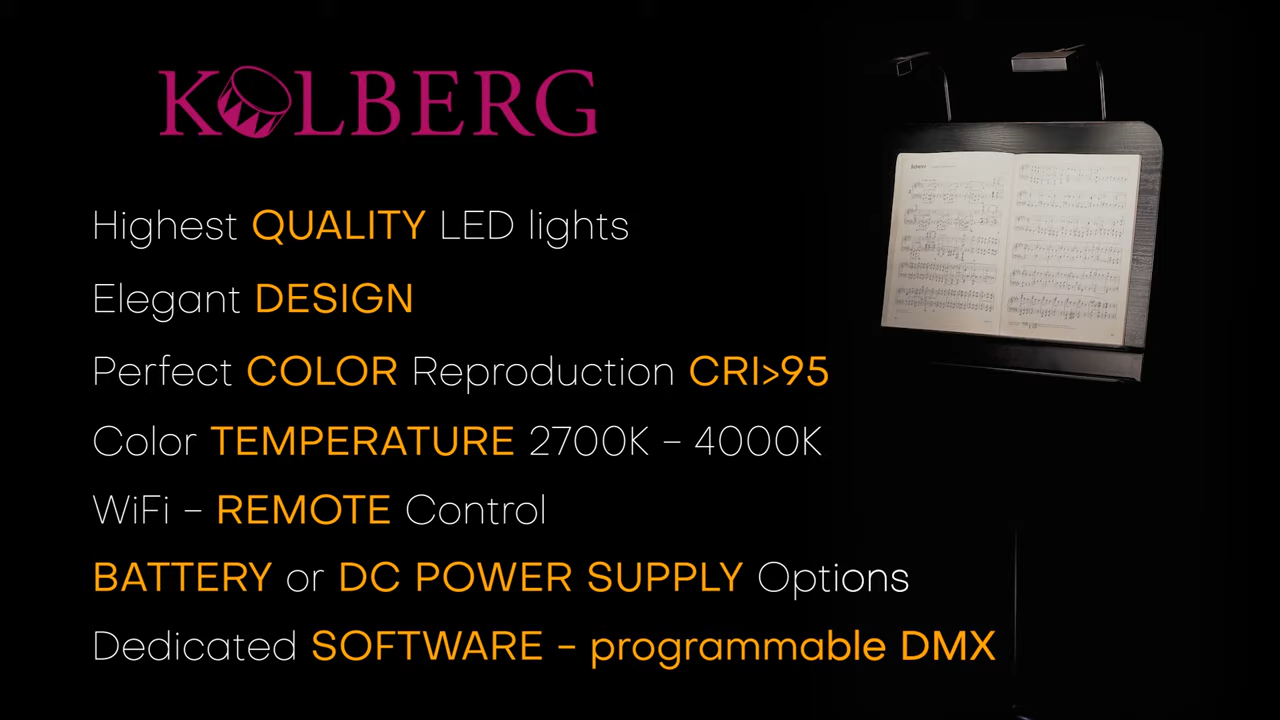 KOLBERG
Highest QUALITY LED lights
Elegant DESIGN
Perfect COLOR Reproduction CRI>95
Color TEMPERATURE 2700K – 4000K
WiFi – REMOTE Control
BATTERY or DC POWER SUPPLY Options
Dedicated SOFTWARE – programmable DMX